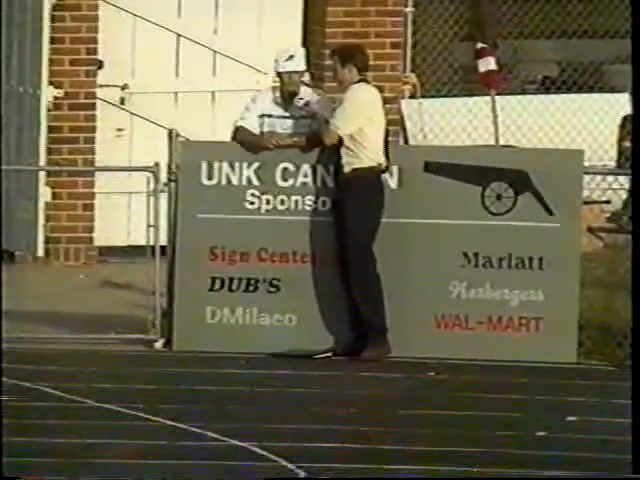 UNK CAN N
Sponso
Sign Cente
DUB'S
DMilaco
Marlatt
Herbergers
WAL-MART